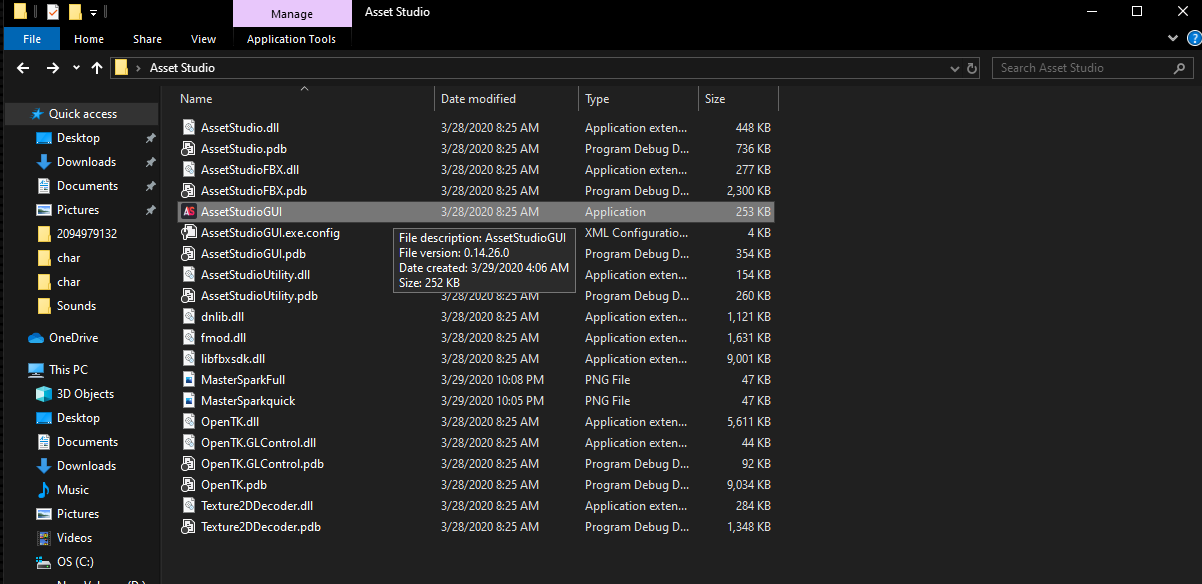 Manage
Asset Studio
File
Home
Share
View
Application Tools
?
Asset Studio
Search Asset Studio
Name
Date modified
Type
Size
Quick access
Desktop
Downloads
Documents
Pictures
2094979132
char
char
Sounds
OneDrive
This PC
3D Objects
Desktop
Documents
Downloads
Music
Pictures
Videos
OS (C:)
AssetStudio.dll 3/28/2020 8:25 AM Application exten... 448 KB
AssetStudio.pdb 3/28/2020 8:25 AM Program Debug D... 736 KB
AssetStudioFBX.dll 3/28/2020 8:25 AM Application exten... 277 KB
AssetStudioFBX.pdb 3/28/2020 8:25 AM Program Debug D... 2,300 KB
AS AssetStudioGUI 3/28/2020 8:25 AM Application 253 KB
AssetStudioGUI.exe.config XML Configuratio... 4 KB
AssetStudioGUI.pdb Program Debug D... 354 KB
AssetStudioUtility.dll Application exten... 154 KB
AssetStudioUtility.pdb 3/28/2020 8:25 AM Program Debug D... 260 KB
File description: AssetStudioGUI
File version: 0.14.26.0
Date created: 3/29/2020 4:06 AM
Size: 252 KB
dnlib.dll 3/28/2020 8:25 AM Application exten... 1,121 KB
fmod.dll 3/28/2020 8:25 AM Application exten... 1,631 KB
libfbxsdk.dll 3/28/2020 8:25 AM Application exten... 9,001 KB
MasterSparkFull 3/29/2020 10:08 PM PNG File 47 KB
MasterSparkquick 3/29/2020 10:05 PM PNG File 47 KB
OpenTK.dll 3/28/2020 8:25 AM Application exten... 5,611 KB
OpenTK.GLControl.dll 3/28/2020 8:25 AM Application exten... 44 KB
OpenTK.GLControl.pdb 3/28/2020 8:25 AM Program Debug D... 92 KB
OpenTK.pdb 3/28/2020 8:25 AM Program Debug D... 9,034 KB
Texture2DDecoder.dll 3/28/2020 8:25 AM Application exten... 284 KB
Texture2DDecoder.pdb 3/28/2020 8:25 AM Program Debug D... 1,348 KB